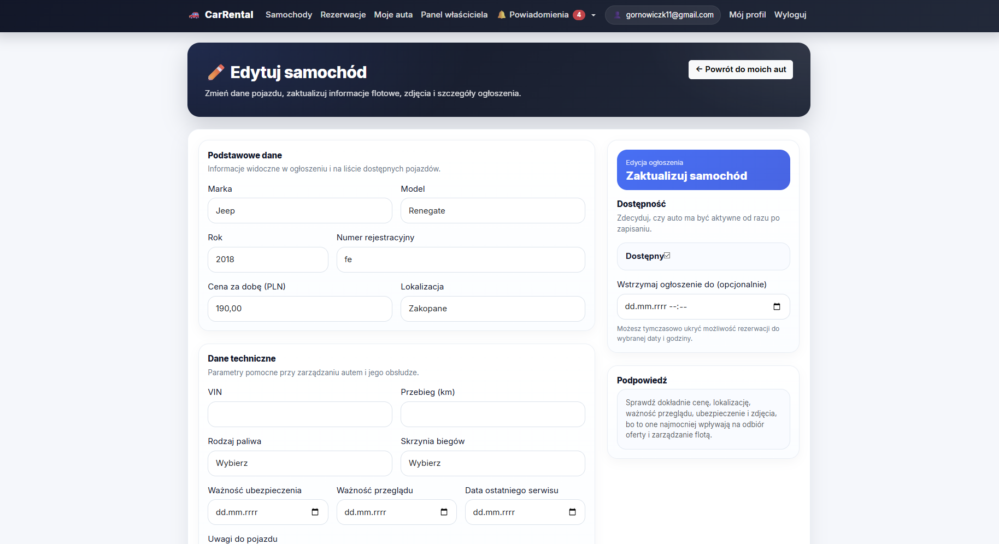 CarRental Samochody Rezerwacje Moje auta Panel właściciela Powiadomienia 4 gornowiczk11@gmail.com Mój profil Wyloguj
Edytuj samochód
← Powrót do moich aut
Zmień dane pojazdu, zaktualizuj informacje flotowe, zdjęcia i szczegóły ogłoszenia.
Podstawowe dane
Informacje widoczne w ogłoszeniu i na liście dostępnych pojazdów.
Marka
Model
Jeep
Renegate
Rok
Numer rejestracyjny
2018
fe
Cena za dobę (PLN)
Lokalizacja
190,00
Zakopane
Dane techniczne
Parametry pomocne przy zarządzaniu autem i jego obsłudze.
VIN
Przebieg (km)
Rodzaj paliwa
Skrzynia biegów
Wybierz
Wybierz
Ważność ubezpieczenia
Ważność przeglądu
Data ostatniego serwisu
dd.mm.rrrr
dd.mm.rrrr
dd.mm.rrrr
Uwagi do pojazdu
Edycja ogłoszenia
Zaktualizuj samochód
Dostępność
Zdecyduj, czy auto ma być aktywne od razu po
zapisaniu.
Dostępny
Wstrzymaj ogłoszenie do (opcjonalnie)
dd.mm.rrrr --:--
Możesz tymczasowo ukryć możliwość rezerwacji do
wybranej daty i godziny.
Podpowiedź
Sprawdź dokładnie cenę, lokalizację,
ważność przeglądu, ubezpieczenie i zdjęcia,
bo to one najmocniej wpływają na odbiór
oferty i zarządzanie flotą.